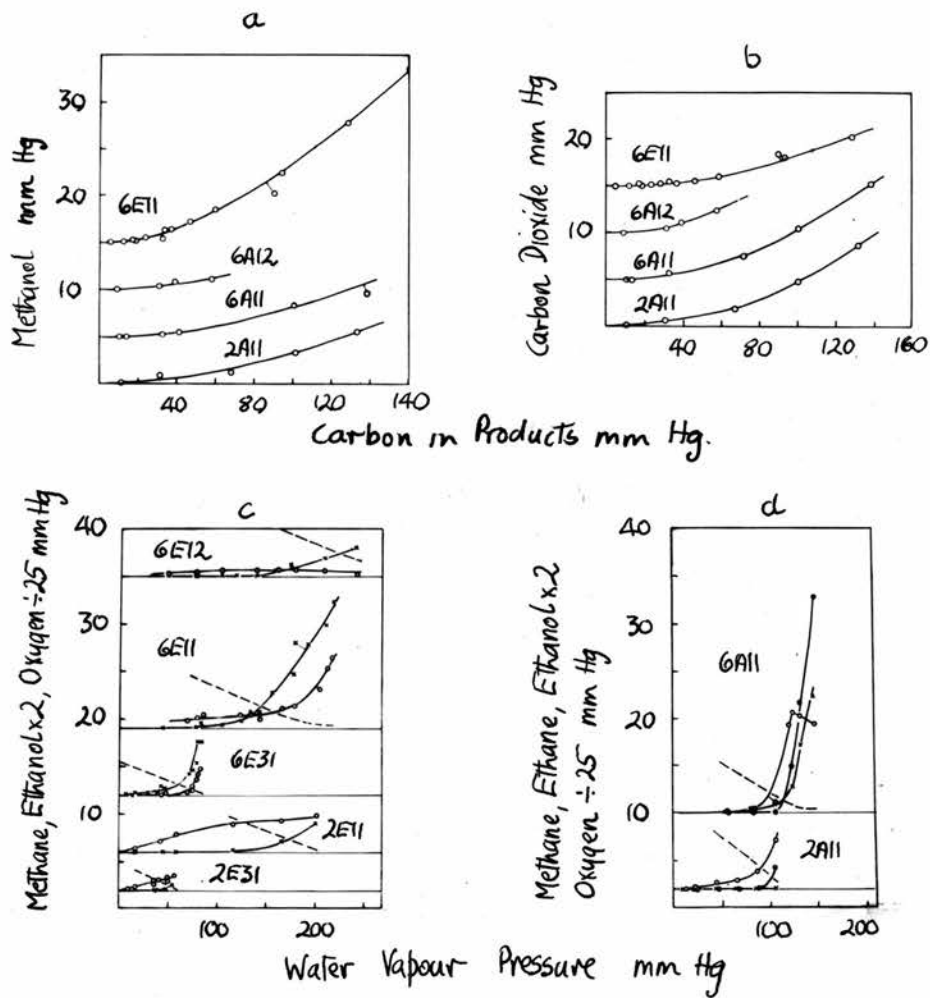 a
Methanol mm Hg
30
20
10
6E11
6A12
6A11
2A11
40
80
120
140
b
Carbon Dioxide mm Hg
20
10
6E11
6A12
6A11
2A11
40
80
120
160
Carbon in Products mm Hg.
c
Methane, Ethanol x2, Oxygen ÷25 mm Hg
40
30
20
10
6E12
6E11
6E31
2E11
2E31
100
200
d
Methane, Ethane, Ethanol x2
Oxygen ÷25 mm Hg
40
30
20
10
6A11
2A11
100
200
Water Vapour Pressure mm Hg